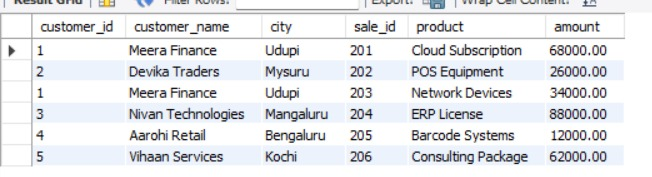 Result Grid Filter Rows: Export: Wrap Cell Content:
customer_id customer_name city sale_id product amount
1 Meera Finance Udupi 201 Cloud Subscription 68000.00
2 Devika Traders Mysuru 202 POS Equipment 26000.00
1 Meera Finance Udupi 203 Network Devices 34000.00
3 Nivan Technologies Mangaluru 204 ERP License 88000.00
4 Aarohi Retail Bengaluru 205 Barcode Systems 12000.00
5 Vihaan Services Kochi 206 Consulting Package 62000.00